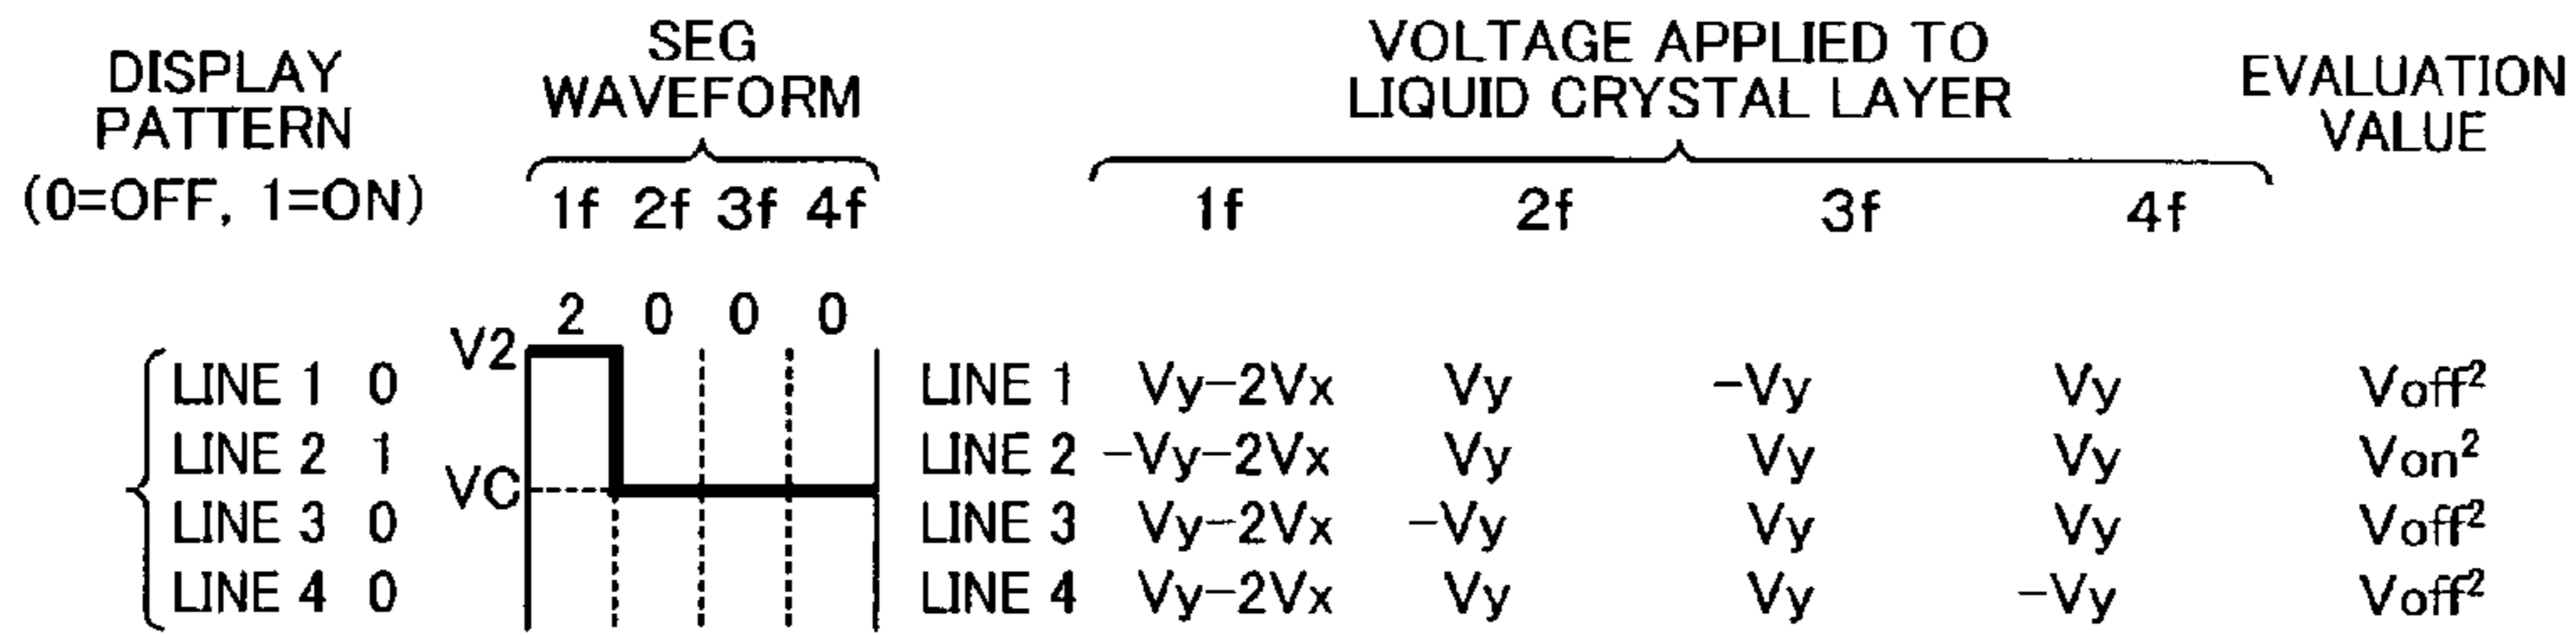 DISPLAY
PATTERN
(0=OFF, 1=ON)
SEG
WAVEFORM
1f 2f 3f 4f
VOLTAGE APPLIED TO
LIQUID CRYSTAL LAYER
1f 2f 3f 4f
EVALUATION
VALUE
2 0 0 0
V2
VC
LINE 1 0
LINE 2 1
LINE 3 0
LINE 4 0
LINE 1 Vy-2Vx Vy -Vy Vy Voff²
LINE 2 -Vy-2Vx Vy Vy Vy Von²
LINE 3 Vy-2Vx -Vy Vy Vy Voff²
LINE 4 Vy-2Vx Vy Vy -Vy Voff²